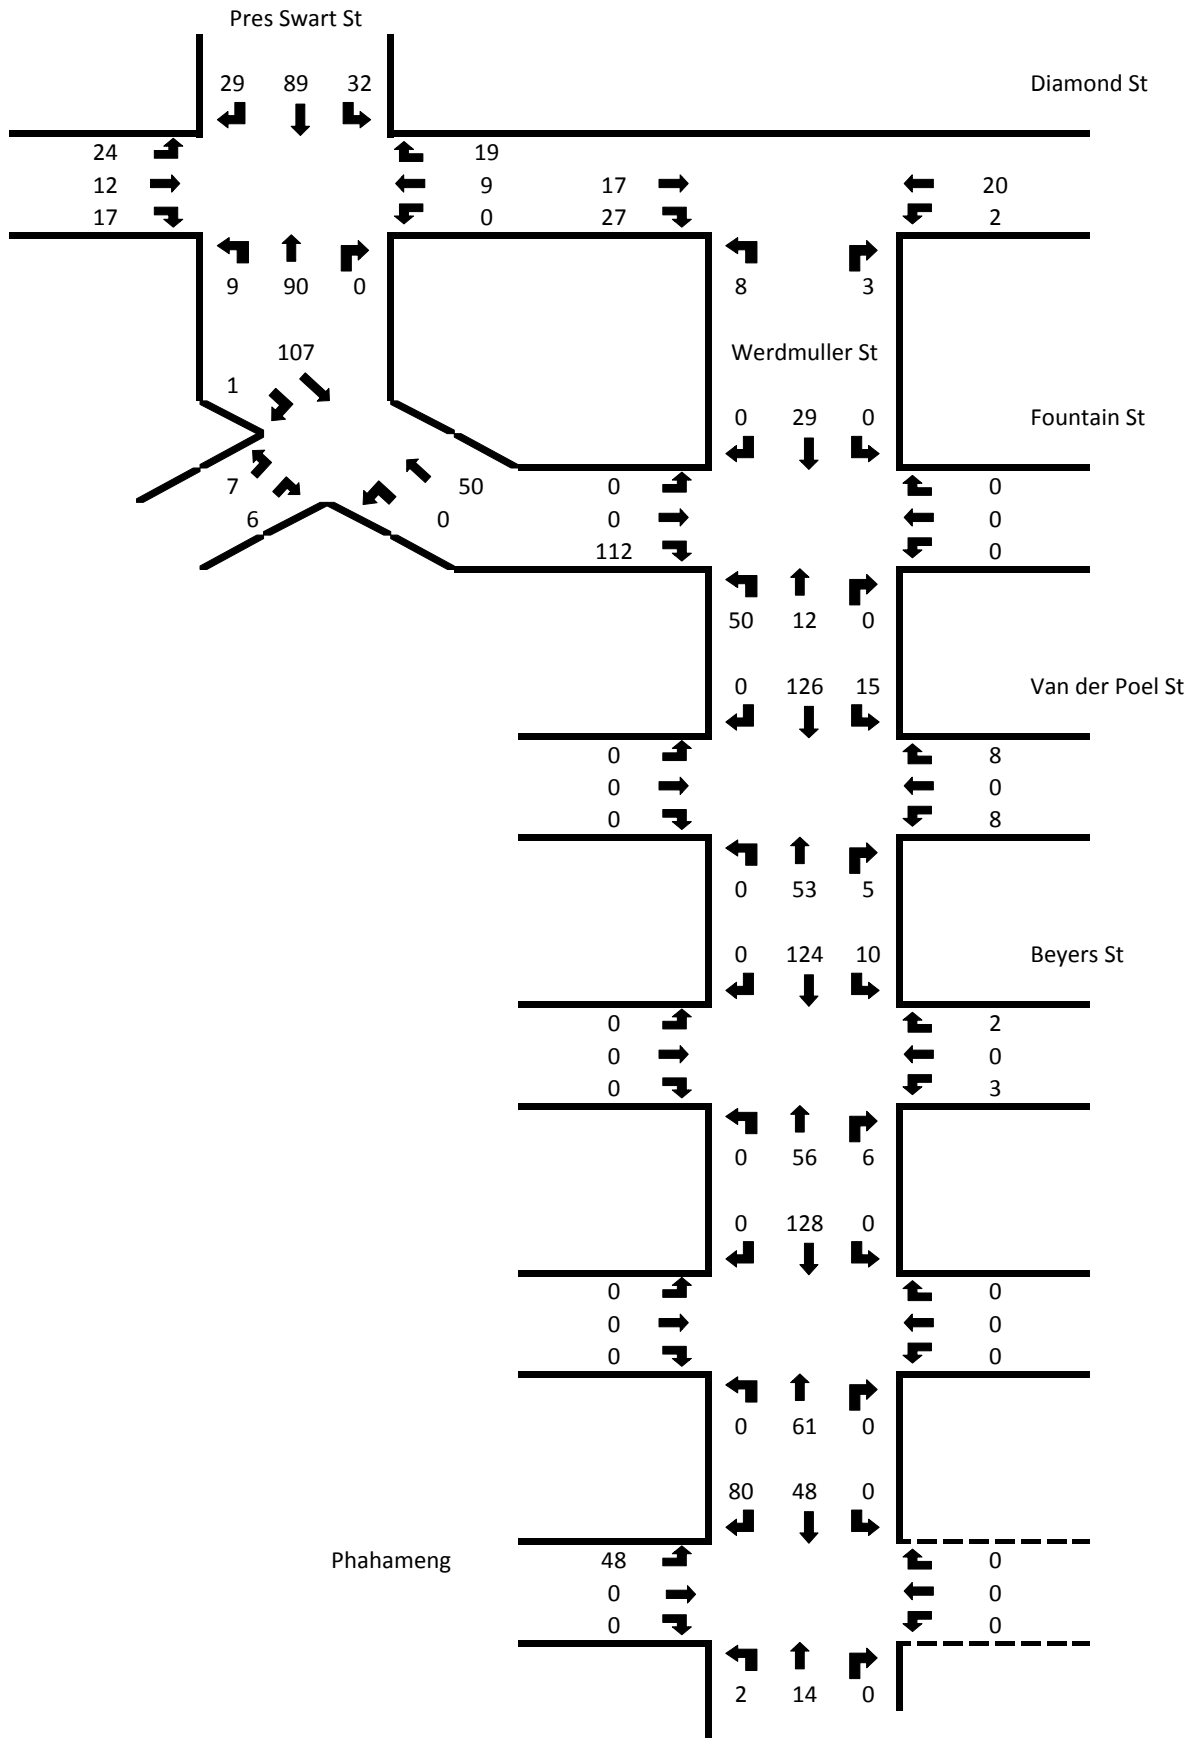 Pres Swart St
29 89 32 Diamond St
24 19
12 9 17 20
17 0 27 2
9 90 0 8 3
107 Werdmuller St
1
0 29 0 Fountain St
7 50 0 0
6 0 0 0
112 0
50 12 0
0 126 15 Van der Poel St
0 8
0 0
0 8
0 53 5
0 124 10 Beyers St
0 2
0 0
0 3
0 56 6
0 128 0
0 0
0 0
0 0
0 61 0
80 48 0
Phahameng 48 0
0 0
0 0
2 14 0